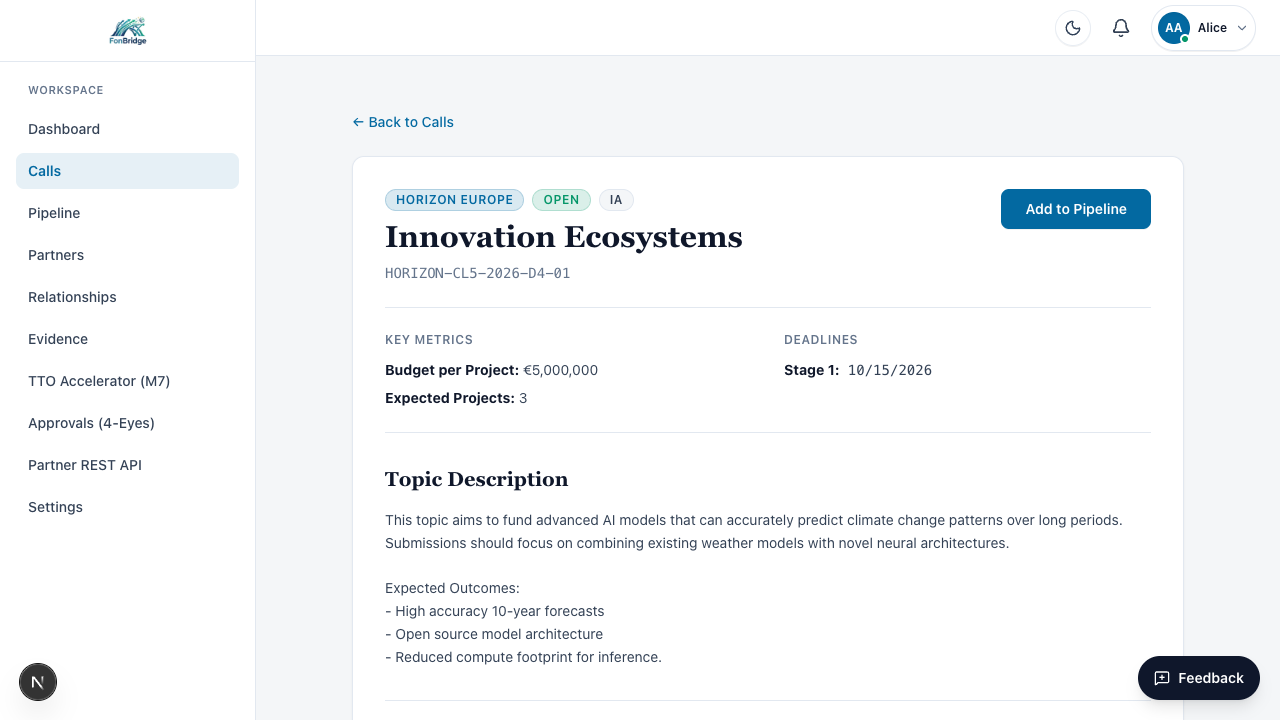 FonBridge
AA
Alice
WORKSPACE
Dashboard
Calls
Pipeline
Partners
Relationships
Evidence
TTO Accelerator (M7)
Approvals (4-Eyes)
Partner REST API
Settings
N
← Back to Calls
HORIZON EUROPE
OPEN
IA
Add to Pipeline
Innovation Ecosystems
HORIZON-CL5-2026-D4-01
KEY METRICS
Budget per Project: €5,000,000
Expected Projects: 3
DEADLINES
Stage 1: 10/15/2026
Topic Description
This topic aims to fund advanced AI models that can accurately predict climate change patterns over long periods.
Submissions should focus on combining existing weather models with novel neural architectures.
Expected Outcomes:
- High accuracy 10-year forecasts
- Open source model architecture
- Reduced compute footprint for inference.
Feedback